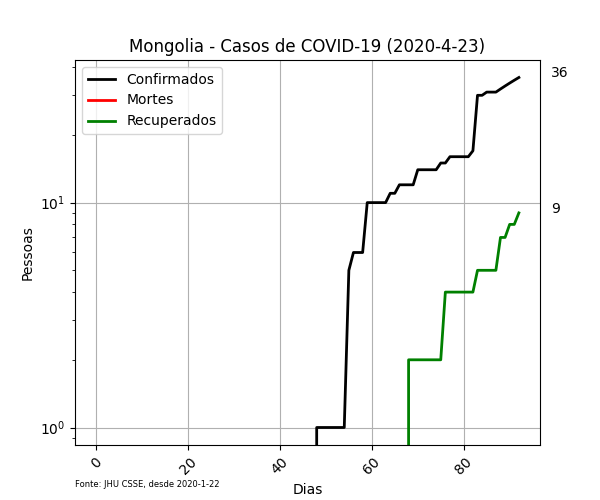 Mongolia - Casos de COVID-19 (2020-4-23)
Confirmados
Mortes
Recuperados
36
9
10¹
10⁰
Pessoas
0
20
40
60
80
Dias
Fonte: JHU CSSE, desde 2020-1-22